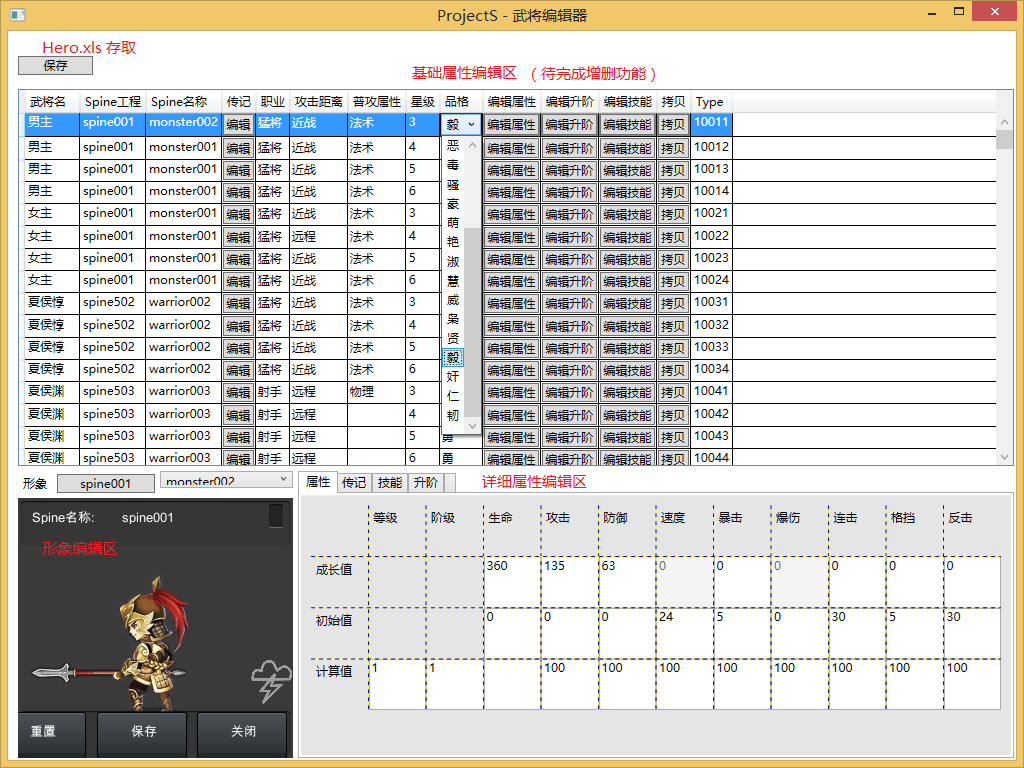 ProjectS - 武将编辑器
Hero.xls 存取
保存
基础属性编辑区 （待完成增删功能）
武将名 Spine工程 Spine名称 传记 职业 攻击距离 普攻属性 星级 品格 编辑属性 编辑升阶 编辑技能 拷贝 Type
男主 spine001 monster002 编辑 猛将 近战 法术 3 毅 编辑属性 编辑升阶 编辑技能 拷贝 10011
男主 spine001 monster001 编辑 猛将 近战 法术 4 恶 编辑属性 编辑升阶 编辑技能 拷贝 10012
男主 spine001 monster001 编辑 猛将 近战 法术 5 毒 编辑属性 编辑升阶 编辑技能 拷贝 10013
男主 spine001 monster001 编辑 猛将 近战 法术 6 骚 编辑属性 编辑升阶 编辑技能 拷贝 10014
女主 spine001 monster001 编辑 猛将 近战 法术 3 豪 编辑属性 编辑升阶 编辑技能 拷贝 10021
萌
女主 spine001 monster001 编辑 猛将 远程 法术 4 艳 编辑属性 编辑升阶 编辑技能 拷贝 10022
女主 spine001 monster001 编辑 猛将 近战 法术 5 淑 编辑属性 编辑升阶 编辑技能 拷贝 10023
女主 spine001 monster001 编辑 猛将 近战 法术 6 慧 编辑属性 编辑升阶 编辑技能 拷贝 10024
夏侯惇 spine502 warrior002 编辑 猛将 近战 法术 3 威 编辑属性 编辑升阶 编辑技能 拷贝 10031
夏侯惇 spine502 warrior002 编辑 猛将 近战 法术 4 枭 编辑属性 编辑升阶 编辑技能 拷贝 10032
贤
夏侯惇 spine502 warrior002 编辑 猛将 近战 法术 5 毅 编辑属性 编辑升阶 编辑技能 拷贝 10033
夏侯惇 spine502 warrior002 编辑 猛将 近战 法术 6 奸 编辑属性 编辑升阶 编辑技能 拷贝 10034
夏侯渊 spine503 warrior003 编辑 射手 远程 物理 3 仁 编辑属性 编辑升阶 编辑技能 拷贝 10041
夏侯渊 spine503 warrior003 编辑 射手 远程 4 韧 编辑属性 编辑升阶 编辑技能 拷贝 10042
夏侯渊 spine503 warrior003 编辑 射手 远程 5 勇 编辑属性 编辑升阶 编辑技能 拷贝 10043
夏侯渊 spine503 warrior003 编辑 射手 远程 6 勇 编辑属性 编辑升阶 编辑技能 拷贝 10044
形象 spine001 monster002
Spine名称: spine001
形象编辑区
重置 保存 关闭
属性 传记 技能 升阶 详细属性编辑区
等级 阶级 生命 攻击 防御 速度 暴击 爆伤 连击 格挡 反击
成长值 360 135 63 0 0 0 0 0 0
初始值 0 0 0 24 5 0 30 5 30
计算值 1 1 100 100 100 100 100 100 100 100